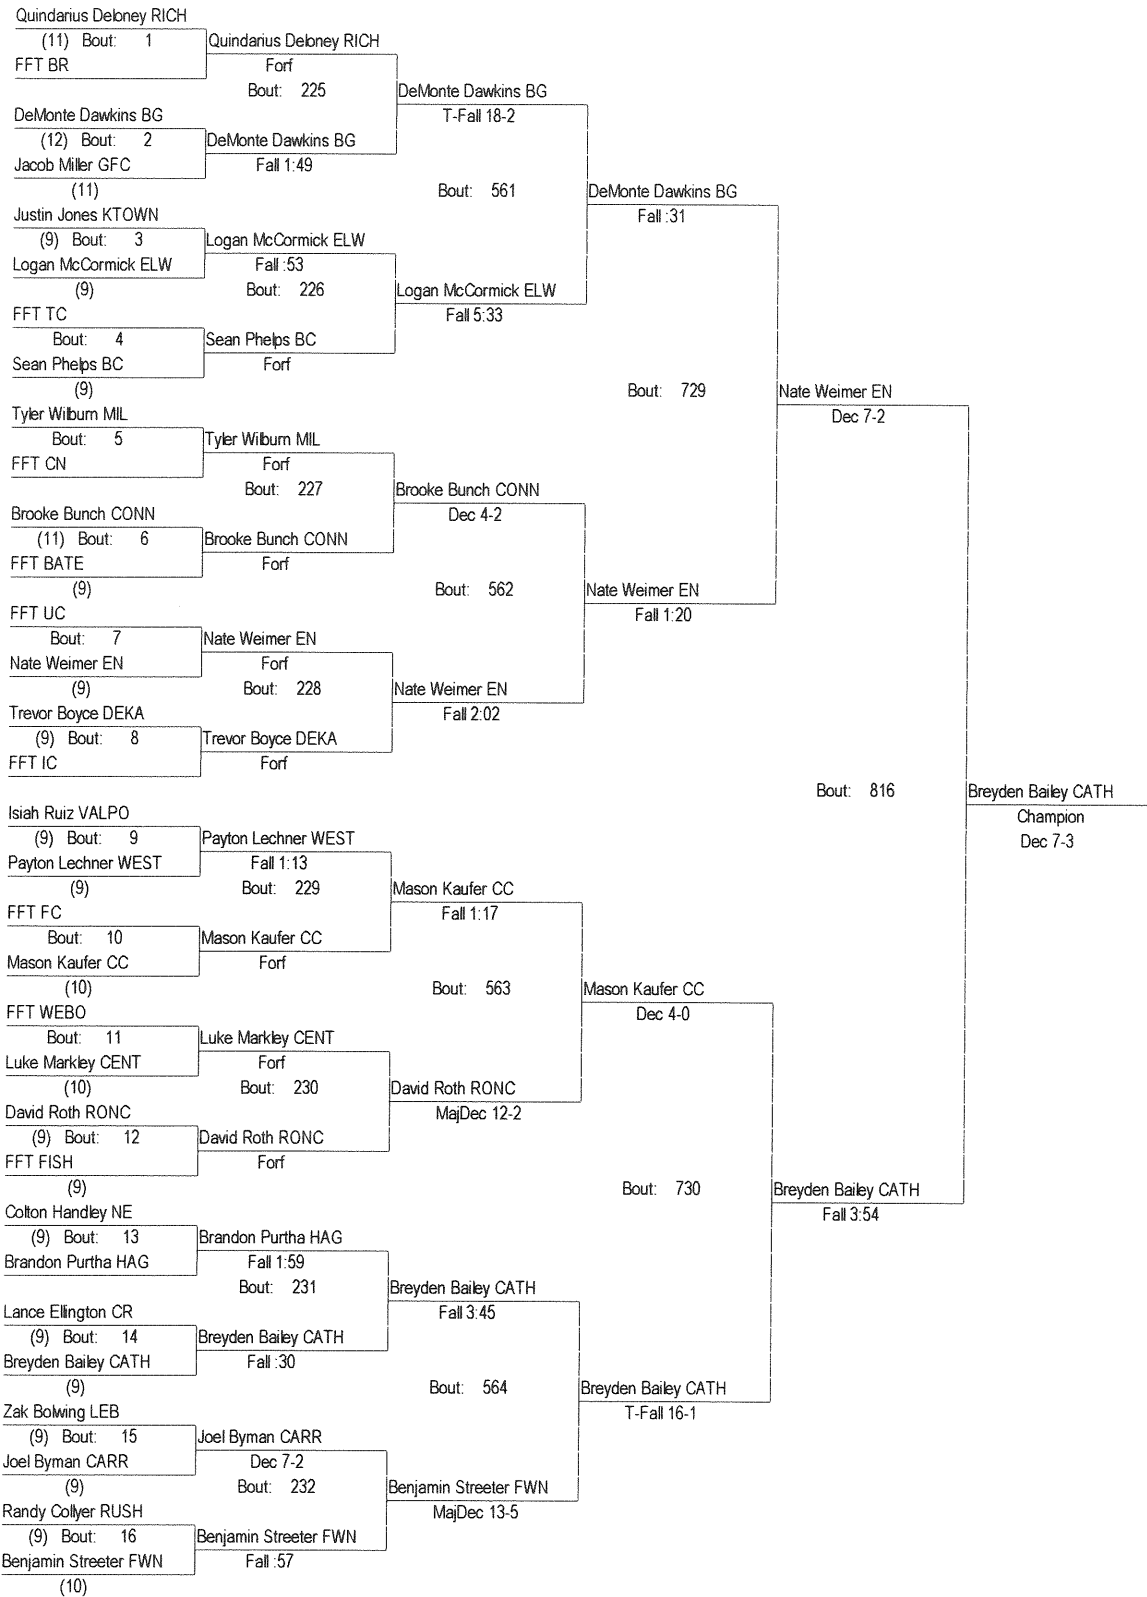 Quindarius Deloney RICH
(11) Bout: 1
Quindarius Deloney RICH
FFT BR
Forf
Bout: 225
DeMonte Dawkins BG
T-Fall 18-2
DeMonte Dawkins BG
(12) Bout: 2
DeMonte Dawkins BG
Jacob Miller GFC
Fall 1:49
(11)
Bout: 561
DeMonte Dawkins BG
Fall :31
Justin Jones KTOWN
(9) Bout: 3
Logan McCormick ELW
Logan McCormick ELW
Fall :53
(9)
Bout: 226
Logan McCormick ELW
Fall 5:33
FFT TC
Bout: 4
Sean Phelps BC
Sean Phelps BC
Forf
(9)
Bout: 729
Nate Weimer EN
Dec 7-2
Tyler Wilburn MIL
Bout: 5
Tyler Wilburn MIL
FFT CN
Forf
Bout: 227
Brooke Bunch CONN
Dec 4-2
Brooke Bunch CONN
(11) Bout: 6
Brooke Bunch CONN
FFT BATE
Forf
(9)
Bout: 562
Nate Weimer EN
Fall 1:20
FFT UC
Bout: 7
Nate Weimer EN
Nate Weimer EN
Forf
(9)
Bout: 228
Nate Weimer EN
Fall 2:02
Trevor Boyce DEKA
(9) Bout: 8
Trevor Boyce DEKA
FFT IC
Forf
Bout: 816
Breyden Bailey CATH
Champion
Dec 7-3
Isiah Ruiz VALPO
(9) Bout: 9
Payton Lechner WEST
Payton Lechner WEST
Fall 1:13
(9)
Bout: 229
Mason Kaufer CC
Fall 1:17
FFT FC
Bout: 10
Mason Kaufer CC
Mason Kaufer CC
Forf
(10)
Bout: 563
Mason Kaufer CC
Dec 4-0
FFT WEBO
Bout: 11
Luke Markley CENT
Luke Markley CENT
Forf
(10)
Bout: 230
David Roth RONC
MajDec 12-2
David Roth RONC
(9) Bout: 12
David Roth RONC
FFT FISH
Forf
(9)
Bout: 730
Breyden Bailey CATH
Fall 3:54
Colton Handley NE
(9) Bout: 13
Brandon Purtha HAG
Brandon Purtha HAG
Fall 1:59
Bout: 231
Breyden Bailey CATH
Fall 3:45
Lance Ellington CR
(9) Bout: 14
Breyden Bailey CATH
Breyden Bailey CATH
Fall :30
(9)
Bout: 564
Breyden Bailey CATH
T-Fall 16-1
Zak Bolwing LEB
(9) Bout: 15
Joel Byman CARR
Joel Byman CARR
Dec 7-2
(9)
Bout: 232
Benjamin Streeter FWN
MajDec 13-5
Randy Collyer RUSH
(9) Bout: 16
Benjamin Streeter FWN
Benjamin Streeter FWN
Fall :57
(10)